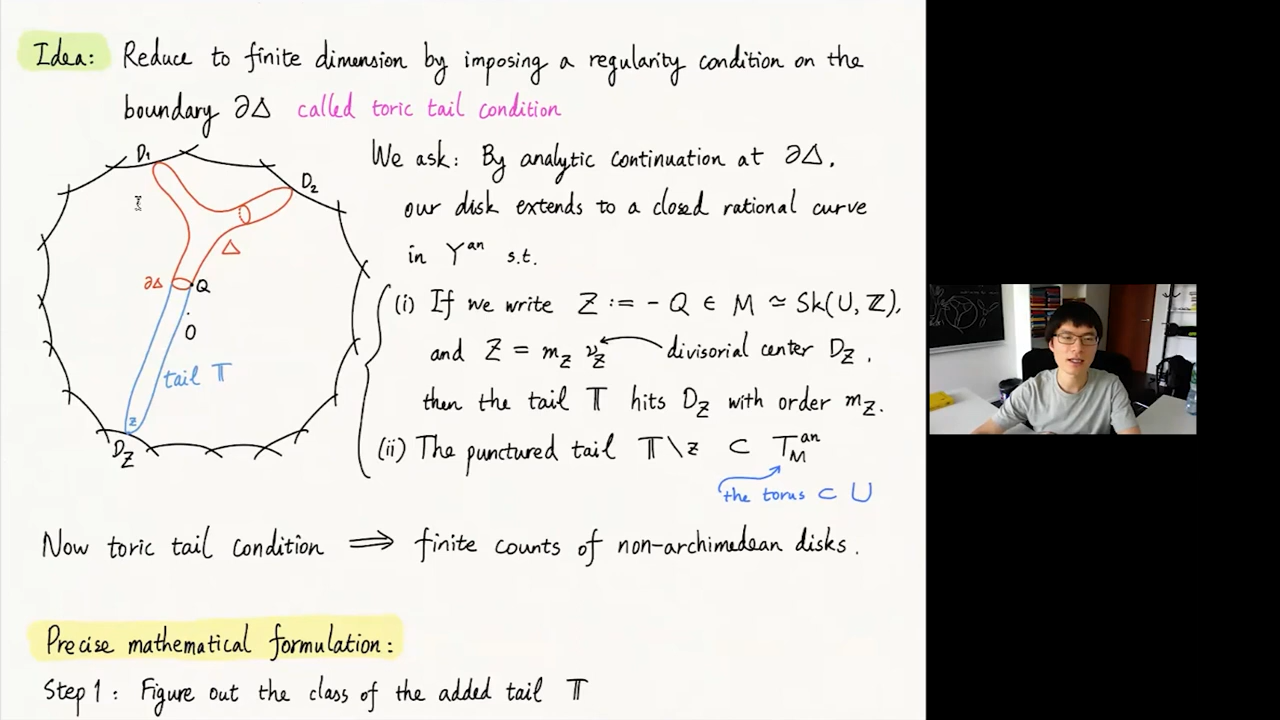 Idea: Reduce to finite dimension by imposing a regularity condition on the
boundary ∂Δ called toric tail condition
D₁
D₂
We ask: By analytic continuation at ∂Δ,
our disk extends to a closed rational curve
in Yᵃⁿ s.t.
Δ
∂Δ
Q
O
tail 𝕋
z
D_Z
(i) If we write Z := - Q ∈ M ≃ Sk(U, ℤ),
and Z = m_Z ν_Z divisorial center D_Z,
then the tail 𝕋 hits D_Z with order m_Z.
(ii) The punctured tail 𝕋 \ z ⊂ T_M^an
the torus ⊂ U
Now toric tail condition ⟹ finite counts of non-archimedean disks.
Precise mathematical formulation:
Step 1: Figure out the class of the added tail 𝕋